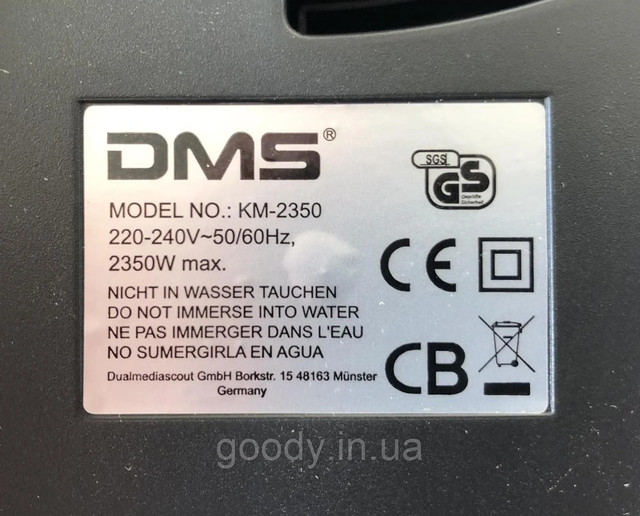 DMS®
SGS
GS
Geprüfte
Sicherheit
MODEL NO.: KM-2350
220-240V~50/60Hz,
2350W max.
CE
NICHT IN WASSER TAUCHEN
DO NOT IMMERSE INTO WATER
NE PAS IMMERGER DANS L'EAU
NO SUMERGIRLA EN AGUA
CB
Dualmediascout GmbH Borkstr. 15 48163 Münster
Germany
goody.in.ua